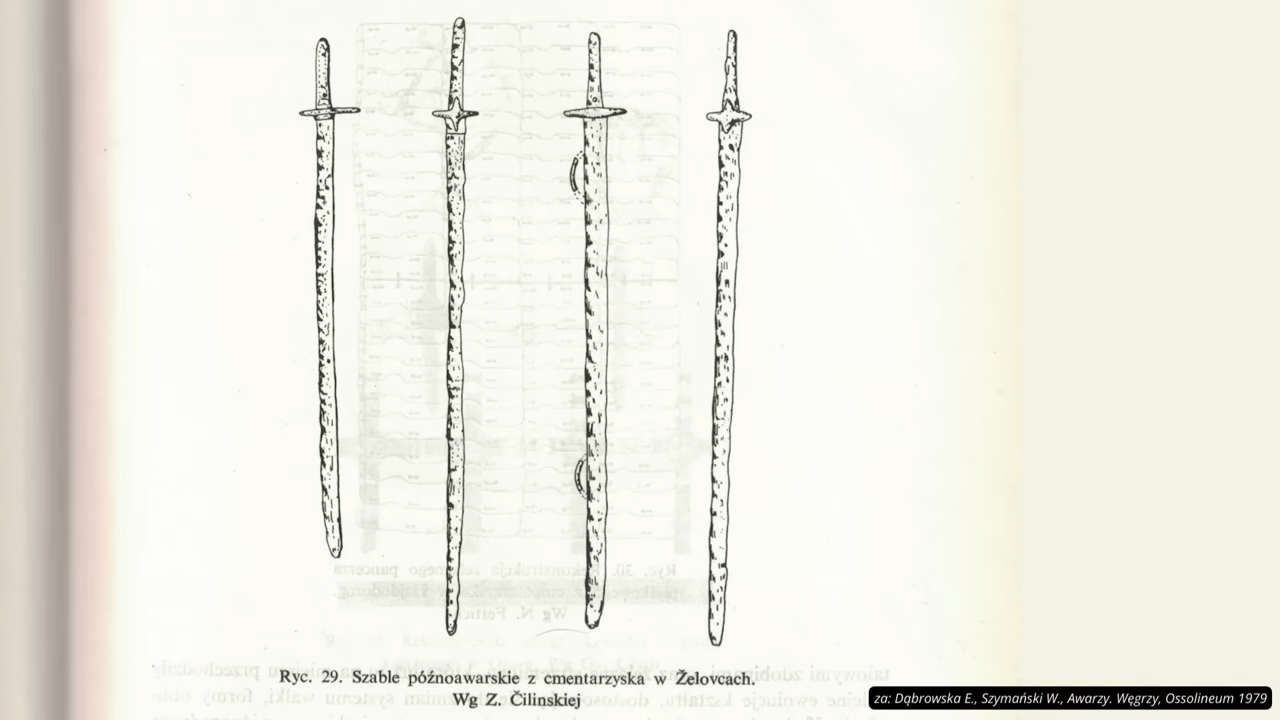 Ryc. 29. Szable późnoawarskie z cmentarzyska w Želovcach.
Wg Z. Čilinskiej
za: Dąbrowska E., Szymański W., Awarzy. Węgrzy, Ossolineum 1979